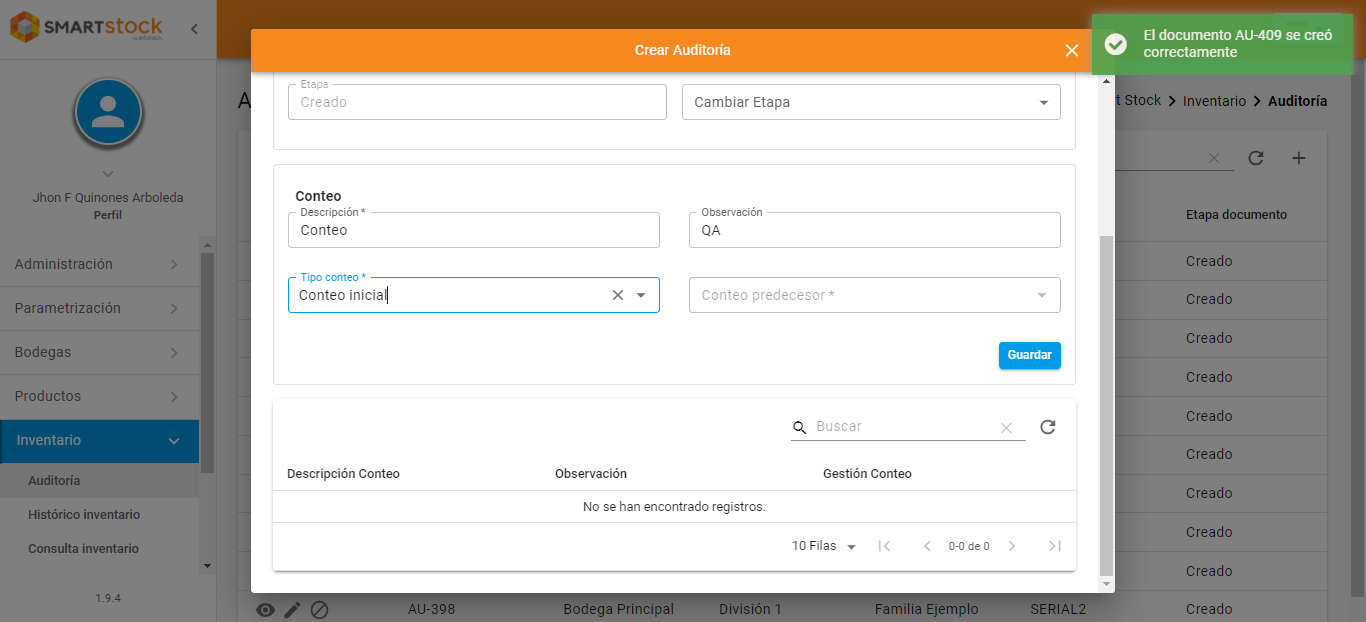 SMARTSTOCK
Crear Auditoría
El documento AU-409 se creó
correctamente
Etapa
Creado
Cambiar Etapa
t Stock > Inventario > Auditoría
A
Jhon F Quinones Arboleda
Perfil
Conteo
Descripción *
Conteo
Observación
QA
Etapa documento
Administración
Creado
Tipo conteo *
Conteo inicial
Conteo predecesor *
Creado
Parametrización
Creado
Bodegas
Guardar
Creado
Productos
Creado
Inventario
Buscar
Creado
Auditoría
Descripción Conteo
Observación
Gestión Conteo
Creado
Histórico inventario
No se han encontrado registros.
Creado
Consulta inventario
10 Filas
0-0 de 0
Creado
1.9.4
AU-398
Bodega Principal
División 1
Familia Ejemplo
SERIAL2
Creado